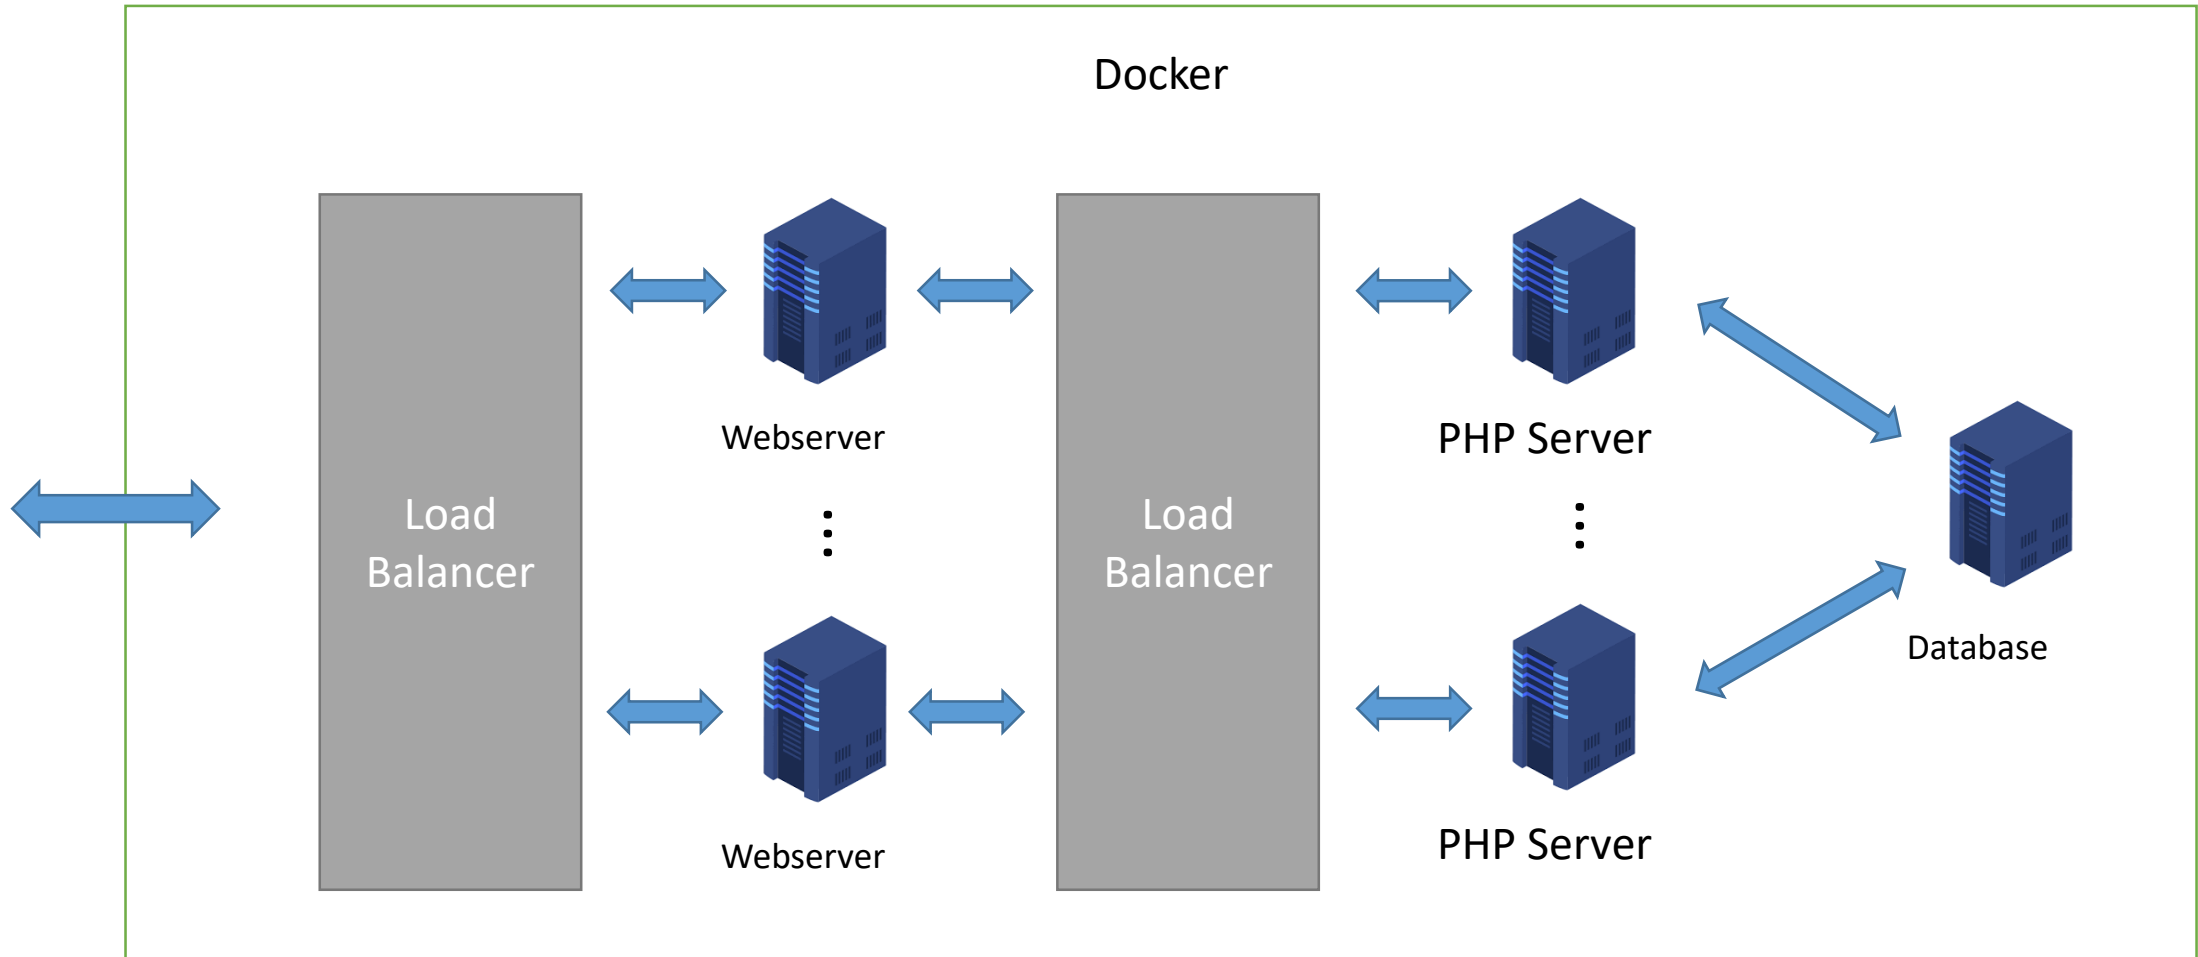 Docker
Load
Balancer
Webserver
Webserver
Load
Balancer
PHP Server
PHP Server
Database